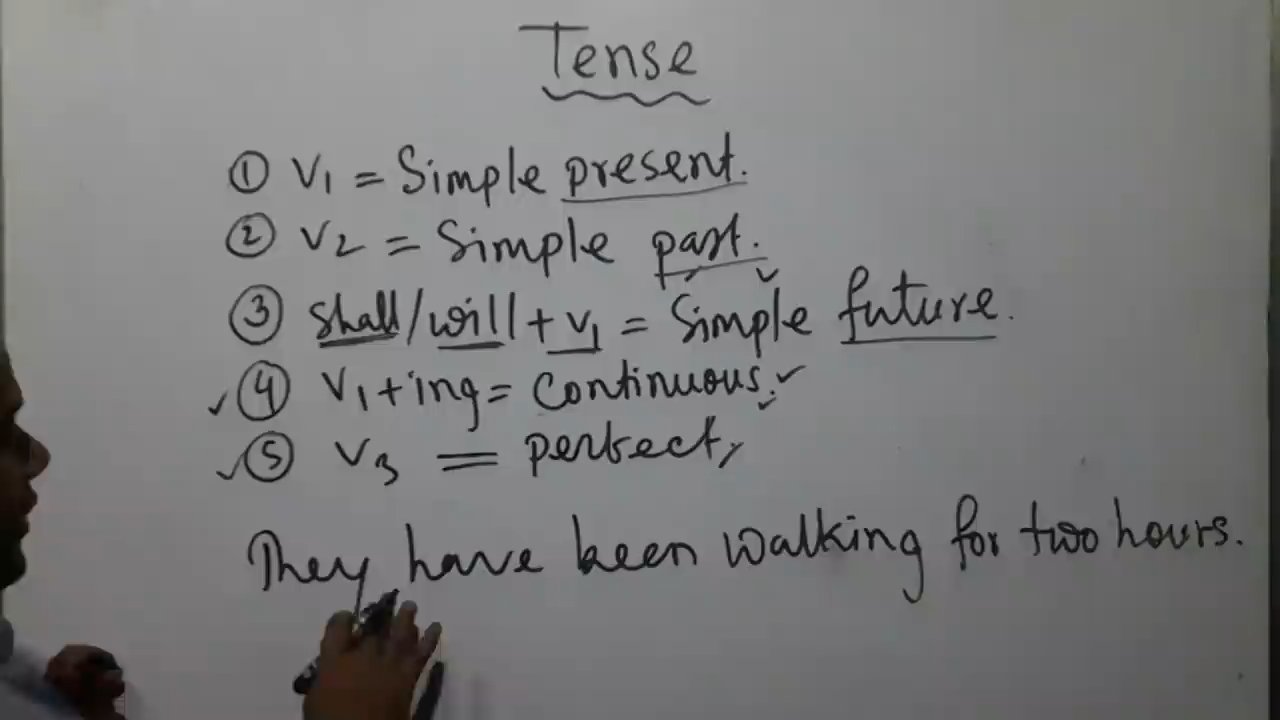 Tense
① V1 = Simple present.
② V2 = Simple past.
③ shall/will + V1 = Simple future.
✓④ V1+ing = Continuous.✓
✓⑤ V3 = perfect,
They have been walking for two hours.